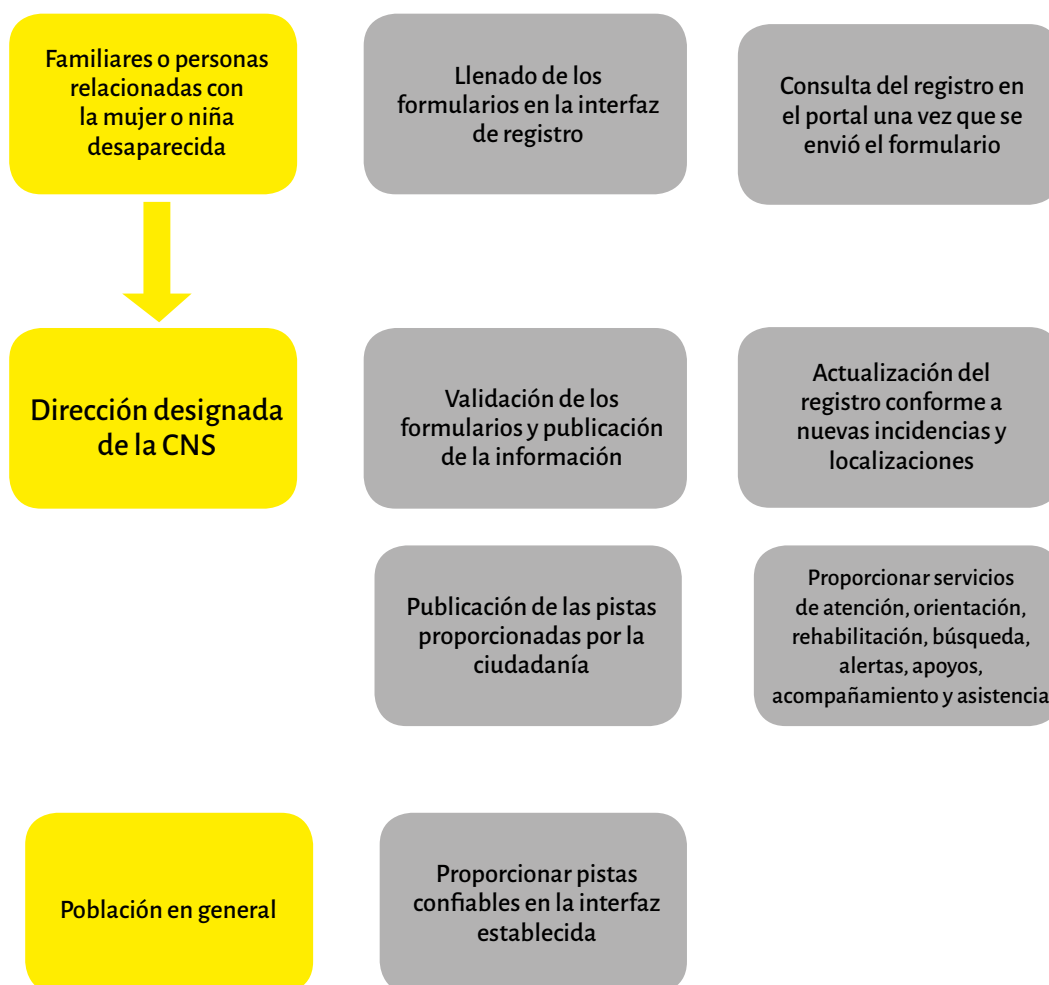 Familiares o personas
relacionadas con
la mujer o niña
desaparecida
Llenado de los
formularios en la interfaz
de registro
Consulta del registro en
el portal una vez que se
envió el formulario
Dirección designada
de la CNS
Validación de los
formularios y publicación
de la información
Actualización del
registro conforme a
nuevas incidencias y
localizaciones
Publicación de las pistas
proporcionadas por la
ciudadanía
Proporcionar servicios
de atención, orientación,
rehabilitación, búsqueda,
alertas, apoyos,
acompañamiento y asistencia
Población en general
Proporcionar pistas
confiables en la interfaz
establecida